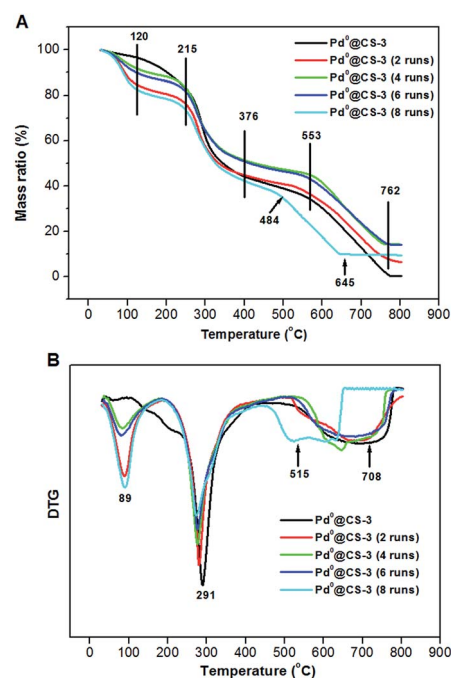 A
120
215
376
553
762
484
645
Pd⁰@CS-3
Pd⁰@CS-3 (2 runs)
Pd⁰@CS-3 (4 runs)
Pd⁰@CS-3 (6 runs)
Pd⁰@CS-3 (8 runs)
Mass ratio (%)
100
80
60
40
20
0
0 100 200 300 400 500 600 700 800 900
Temperature (°C)
B
89
291
515
708
Pd⁰@CS-3
Pd⁰@CS-3 (2 runs)
Pd⁰@CS-3 (4 runs)
Pd⁰@CS-3 (6 runs)
Pd⁰@CS-3 (8 runs)
DTG
0 100 200 300 400 500 600 700 800 900
Temperature (°C)